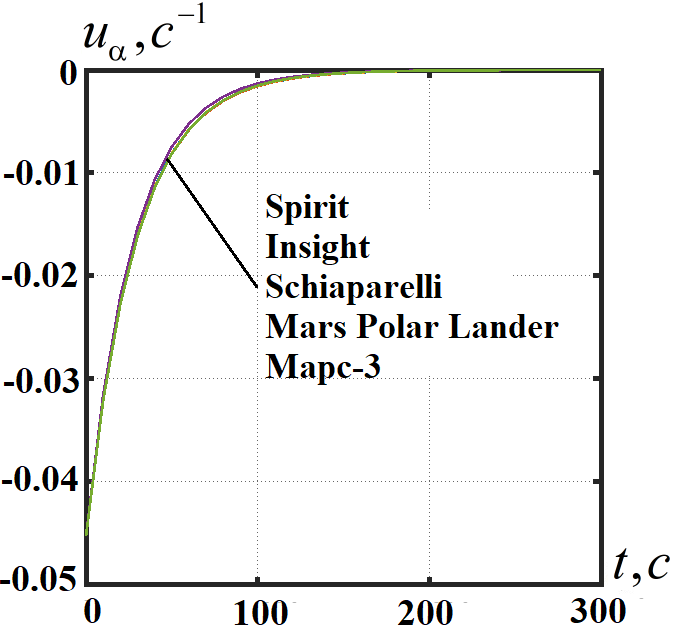 uα,c−1
0
-0.01
-0.02
-0.03
-0.04
-0.05
Spirit
Insight
Schiaparelli
Mars Polar Lander
Марс-3
t,c
0 100 200 300